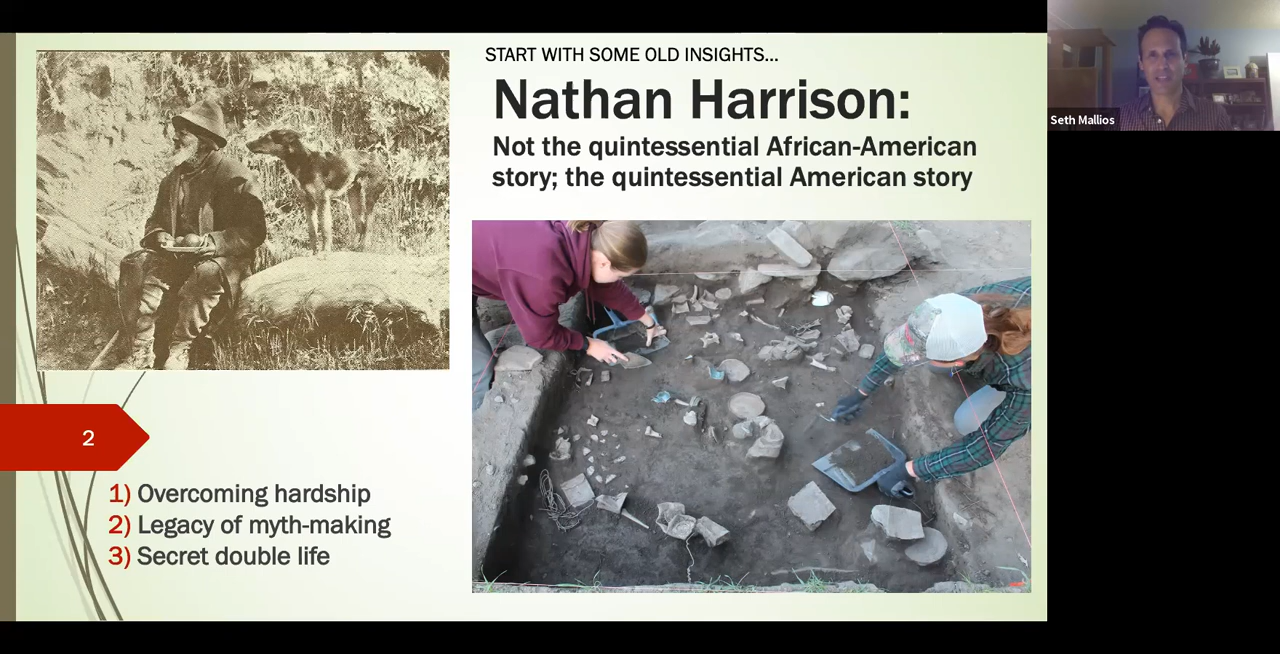 START WITH SOME OLD INSIGHTS...
Nathan Harrison:
Not the quintessential African-American
story; the quintessential American story
Seth Mallios
2
1) Overcoming hardship
2) Legacy of myth-making
3) Secret double life